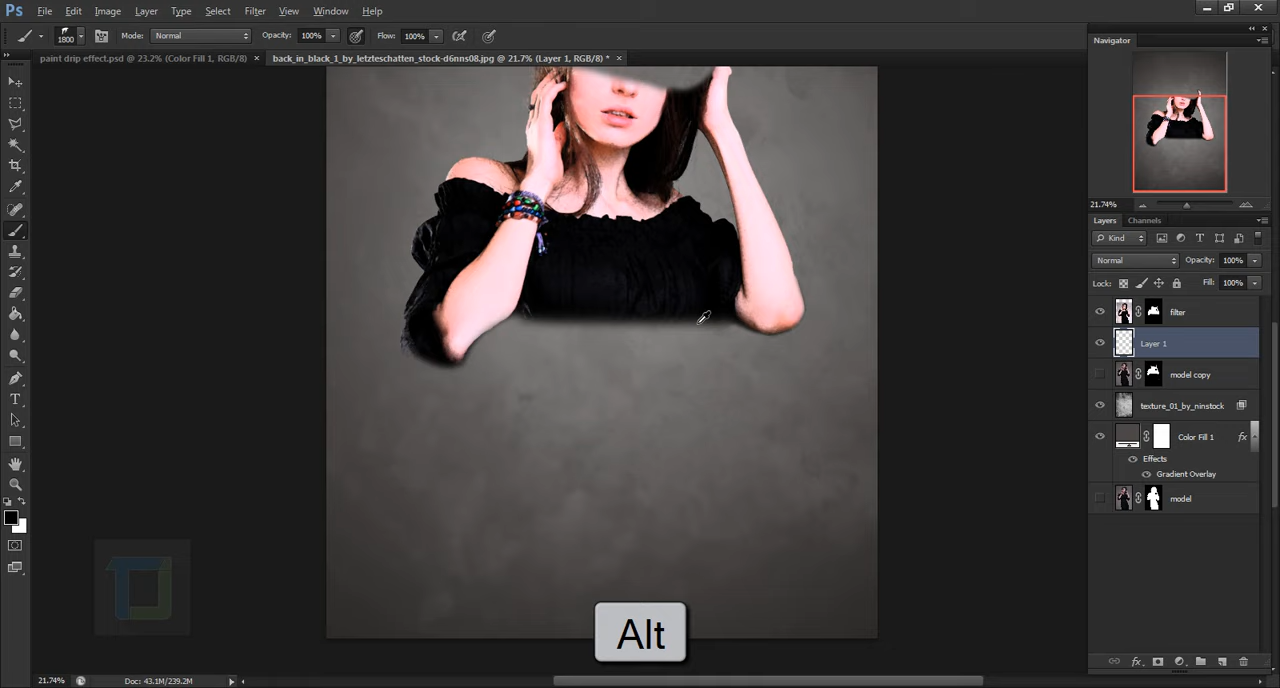 Ps File Edit Image Layer Type Select Filter View Window Help
1800 Mode: Normal Opacity: 100% Flow: 100%
paint drip effect.psd @ 23.2% (Color Fill 1, RGB/8) × back_in_black_1_by_letzteschatten_stock-d6nns08.jpg @ 21.7% (Layer 1, RGB/8) * ×
Navigator
21.74%
Layers Channels
Kind
Normal Opacity: 100%
Lock: Fill: 100%
filter
Layer 1
model copy
texture_01_by_ninstock
Color Fill 1 fx
Effects
Gradient Overlay
model
Alt
21.74% Doc: 43.1M/239.2M